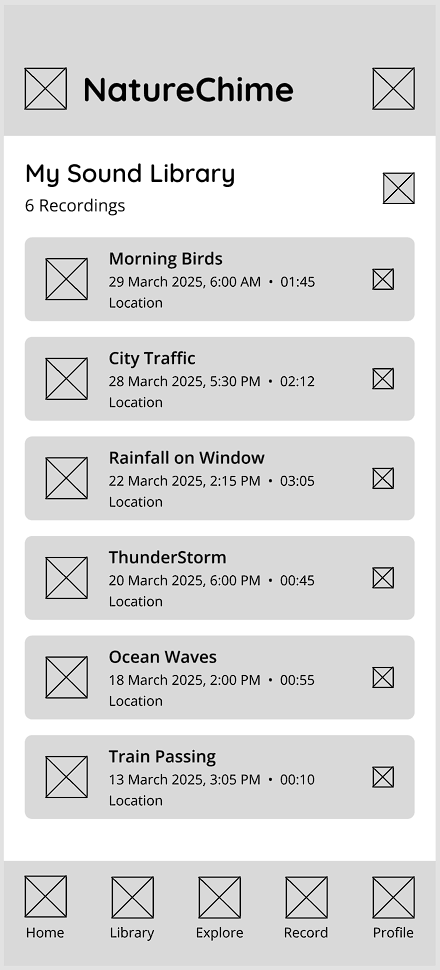 NatureChime
My Sound Library
6 Recordings
Morning Birds
29 March 2025, 6:00 AM • 01:45
Location
City Traffic
28 March 2025, 5:30 PM • 02:12
Location
Rainfall on Window
22 March 2025, 2:15 PM • 03:05
Location
ThunderStorm
20 March 2025, 6:00 PM • 00:45
Location
Ocean Waves
18 March 2025, 2:00 PM • 00:55
Location
Train Passing
13 March 2025, 3:05 PM • 00:10
Location
Home Library Explore Record Profile